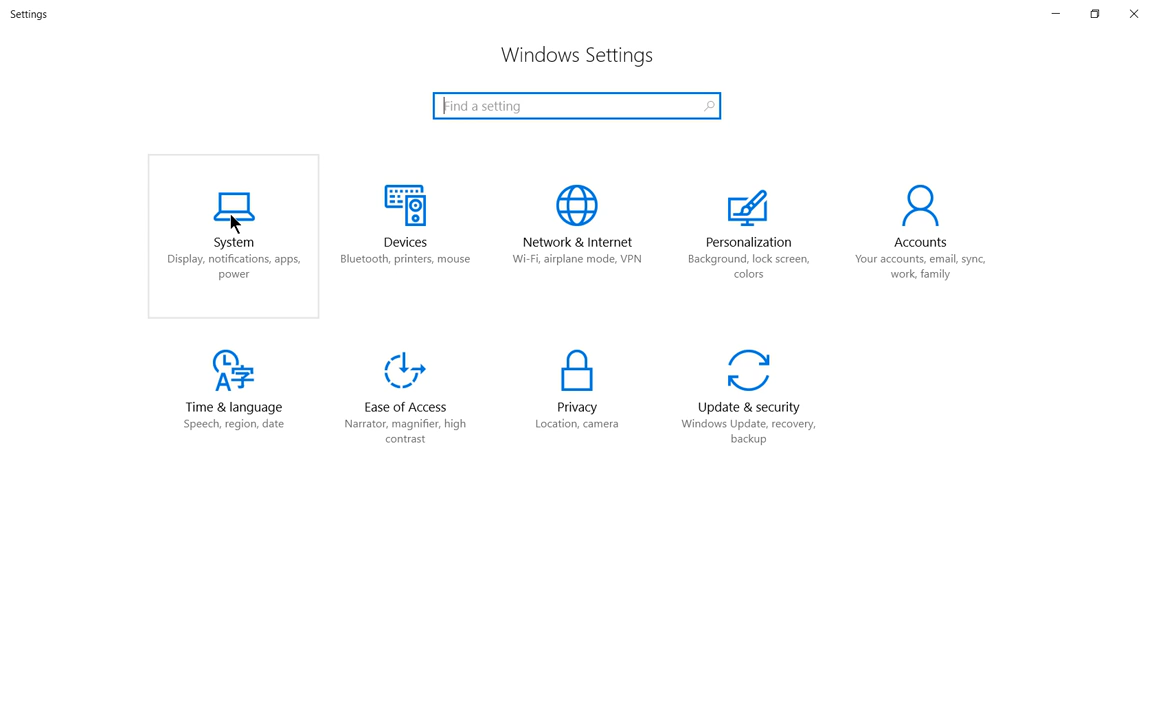 Settings
Windows Settings
Find a setting
System
Display, notifications, apps,
power
Devices
Bluetooth, printers, mouse
Network & Internet
Wi-Fi, airplane mode, VPN
Personalization
Background, lock screen,
colors
Accounts
Your accounts, email, sync,
work, family
Time & language
Speech, region, date
Ease of Access
Narrator, magnifier, high
contrast
Privacy
Location, camera
Update & security
Windows Update, recovery,
backup